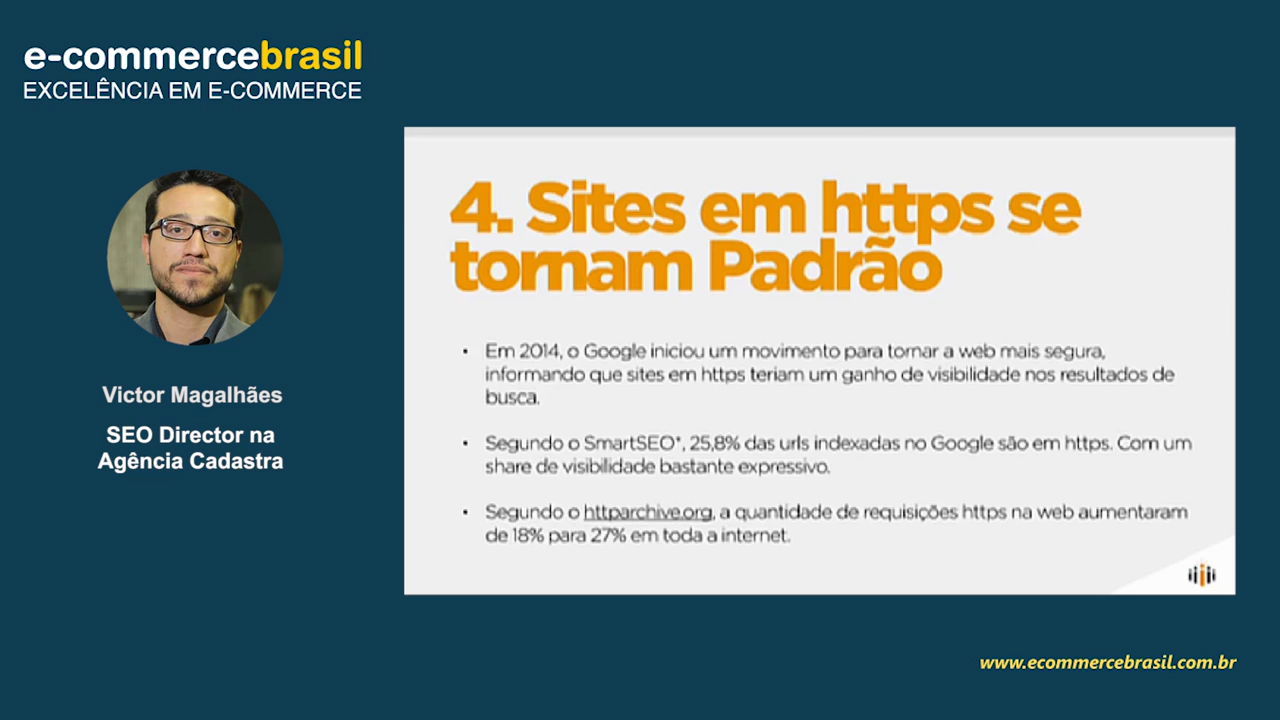 e-commercebrasil
EXCELÊNCIA EM E-COMMERCE
Victor Magalhães
SEO Director na
Agência Cadastra
4. Sites em https se
tornam Padrão
• Em 2014, o Google iniciou um movimento para tornar a web mais segura,
informando que sites em https teriam um ganho de visibilidade nos resultados de
busca.
• Segundo o SmartSEO*, 25,8% das urls indexadas no Google são em https. Com um
share de visibilidade bastante expressivo.
• Segundo o httparchive.org, a quantidade de requisições https na web aumentaram
de 18% para 27% em toda a internet.
www.ecommercebrasil.com.br